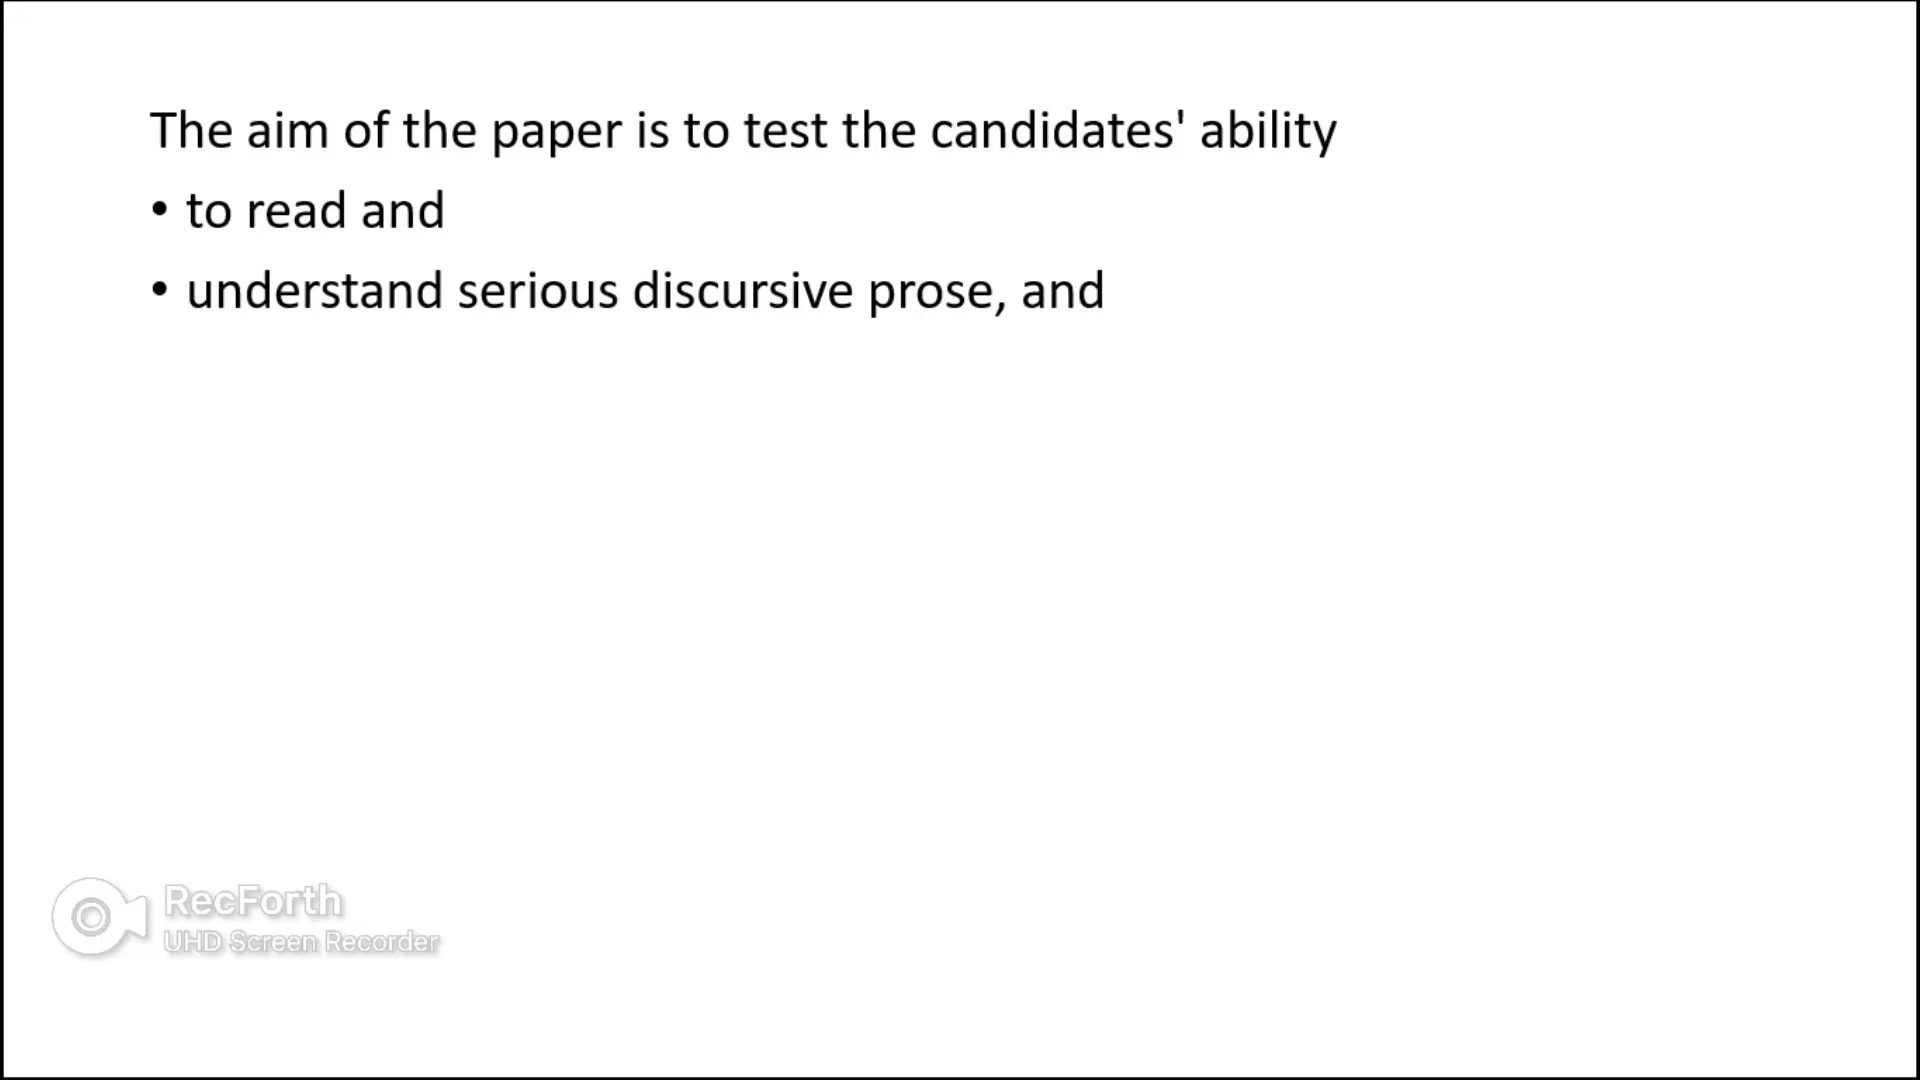 The aim of the paper is to test the candidates' ability
• to read and
• understand serious discursive prose, and
RecForth
UHD Screen Recorder